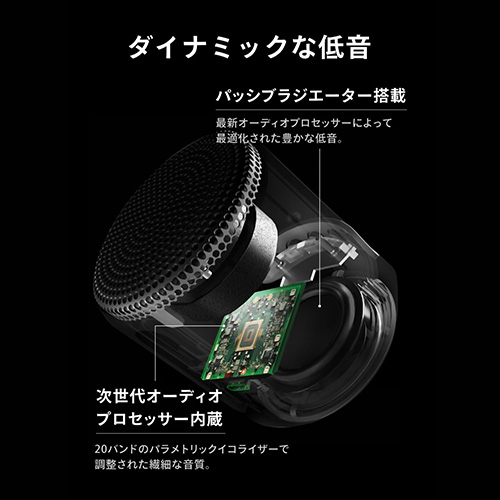 ダイナミックな低音
パッシブラジエーター搭載
最新オーディオプロセッサーによって
最適化された豊かな低音。
次世代オーディオ
プロセッサー内蔵
20バンドのパラメトリックイコライザーで
調整された繊細な音質。